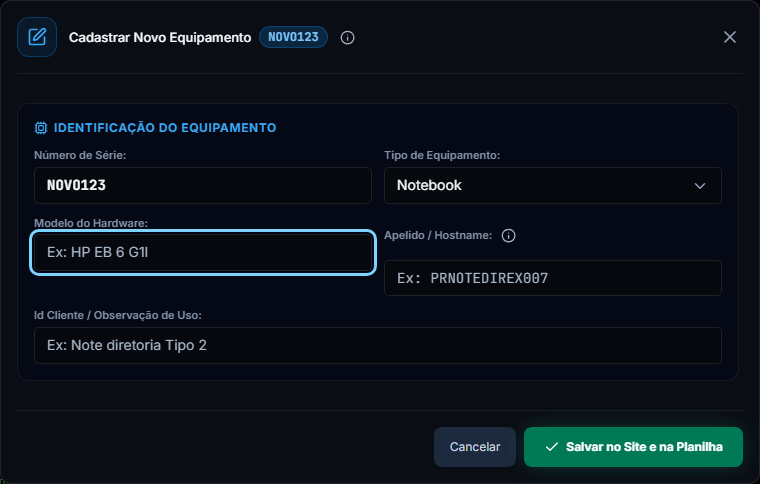 Cadastrar Novo Equipamento NOVO123
IDENTIFICAÇÃO DO EQUIPAMENTO
Número de Série:
NOVO123
Tipo de Equipamento:
Notebook
Modelo do Hardware:
Ex: HP EB 6 G1I
Apelido / Hostname:
Ex: PRNOTEDIREX007
Id Cliente / Observação de Uso:
Ex: Note diretoria Tipo 2
Cancelar
Salvar no Site e na Planilha